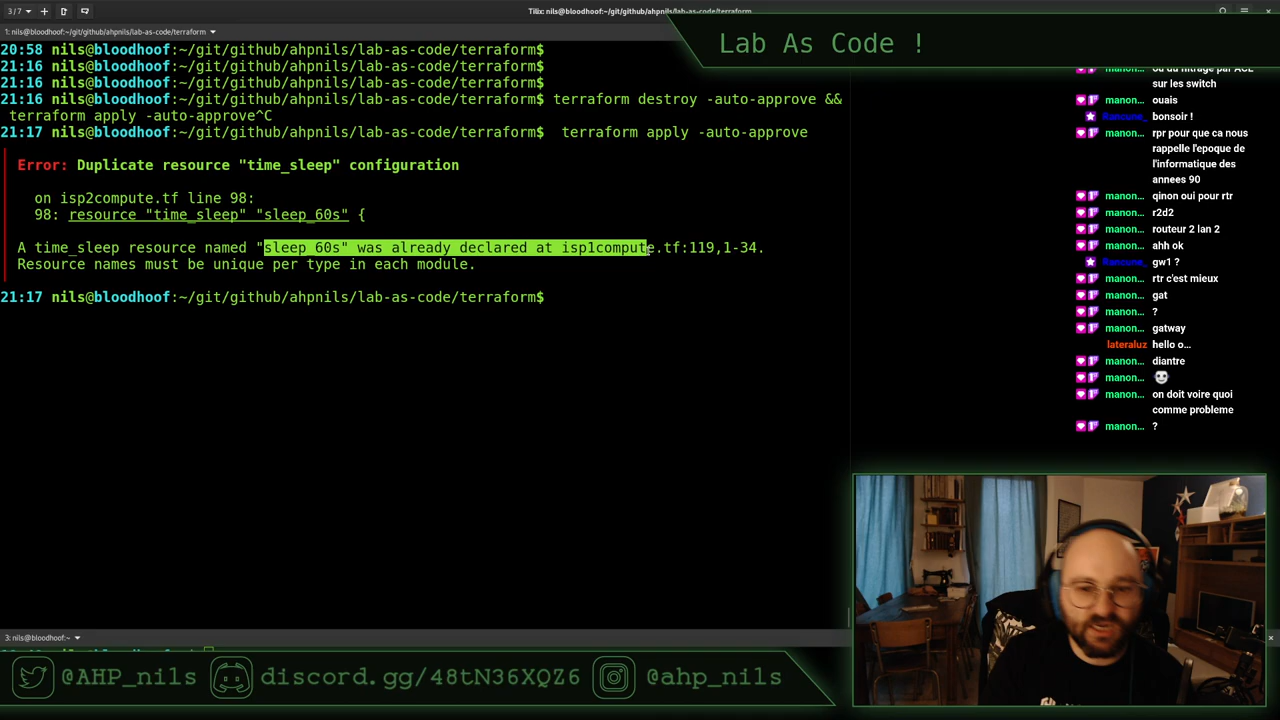 3 / 7
Tilix: nils@bloodhoof:~/git/github/ahpnils/lab-as-code/terraform
1: nils@bloodhoof:~/git/github/ahpnils/lab-as-code/terraform
Lab As Code !
20:58 nils@bloodhoof:~/git/github/ahpnils/lab-as-code/terraform$
21:16 nils@bloodhoof:~/git/github/ahpnils/lab-as-code/terraform$
21:16 nils@bloodhoof:~/git/github/ahpnils/lab-as-code/terraform$
21:16 nils@bloodhoof:~/git/github/ahpnils/lab-as-code/terraform$ terraform destroy -auto-approve &&
terraform apply -auto-approve^C
21:17 nils@bloodhoof:~/git/github/ahpnils/lab-as-code/terraform$  terraform apply -auto-approve
Error: Duplicate resource "time_sleep" configuration
on isp2compute.tf line 98:
98: resource "time_sleep" "sleep_60s" {
A time_sleep resource named "sleep_60s" was already declared at isp1compute.tf:119,1-34.
Resource names must be unique per type in each module.
21:17 nils@bloodhoof:~/git/github/ahpnils/lab-as-code/terraform$
ou du filtrage par ACL
sur les switch
manon... ouais
Rancune_ bonsoir !
manon... rpr pour que ca nous
rappelle l'epoque de
l'informatique des
annees 90
manon... qinon oui pour rtr
manon... r2d2
manon... routeur 2 lan 2
manon... ahh ok
Rancune_ gw1 ?
manon... rtr c'est mieux
manon... gat
manon... ?
manon... gatway
lateraluz hello o...
manon... diantre
manon...
manon... on doit voire quoi
comme probleme
manon... ?
3: nils@bloodhoof:~
@AHP_nils
discord.gg/48tN36XQZ6
@ahp_nils